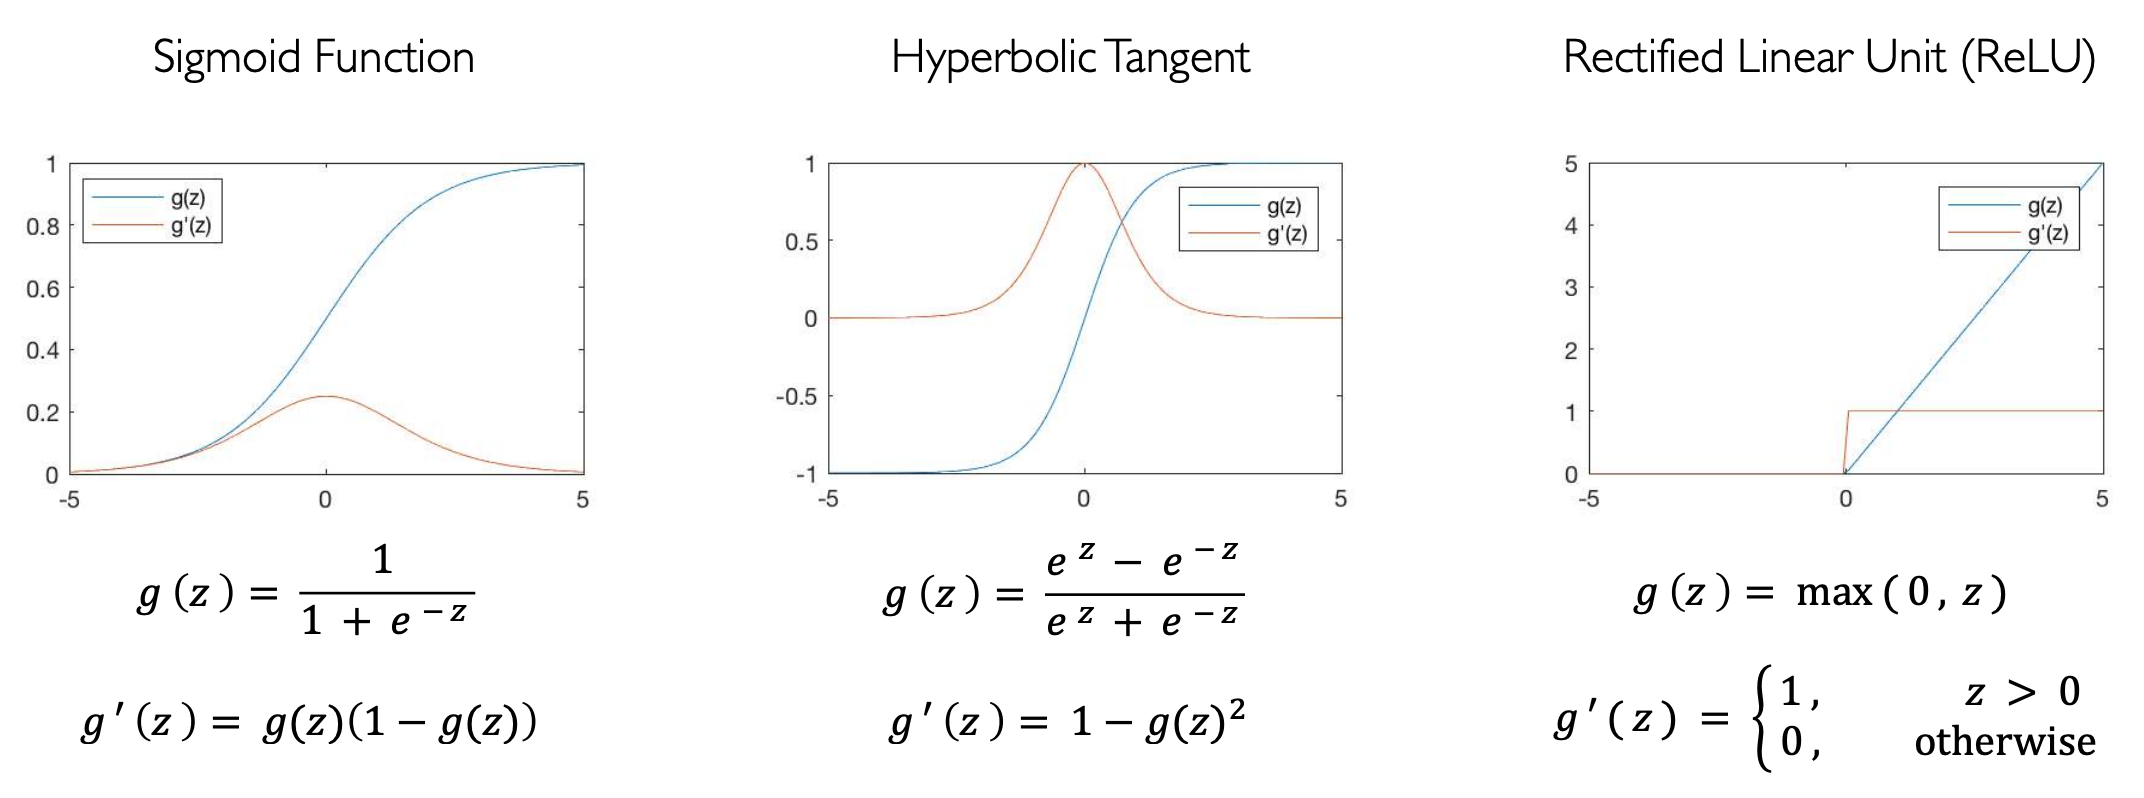 Sigmoid Function
1
0.8
0.6
0.4
0.2
0
-5
0
5
g(z)
g'(z)
g(z) = 1 / (1 + e^{-z})
g'(z) = g(z)(1 − g(z))
Hyperbolic Tangent
1
0.5
0
-0.5
-1
-5
0
5
g(z)
g'(z)
g(z) = (e^z − e^{-z}) / (e^z + e^{-z})
g'(z) = 1 − g(z)²
Rectified Linear Unit (ReLU)
5
4
3
2
1
0
-5
0
5
g(z)
g'(z)
g(z) = max(0, z)
g'(z) = { 1, z > 0
0, otherwise